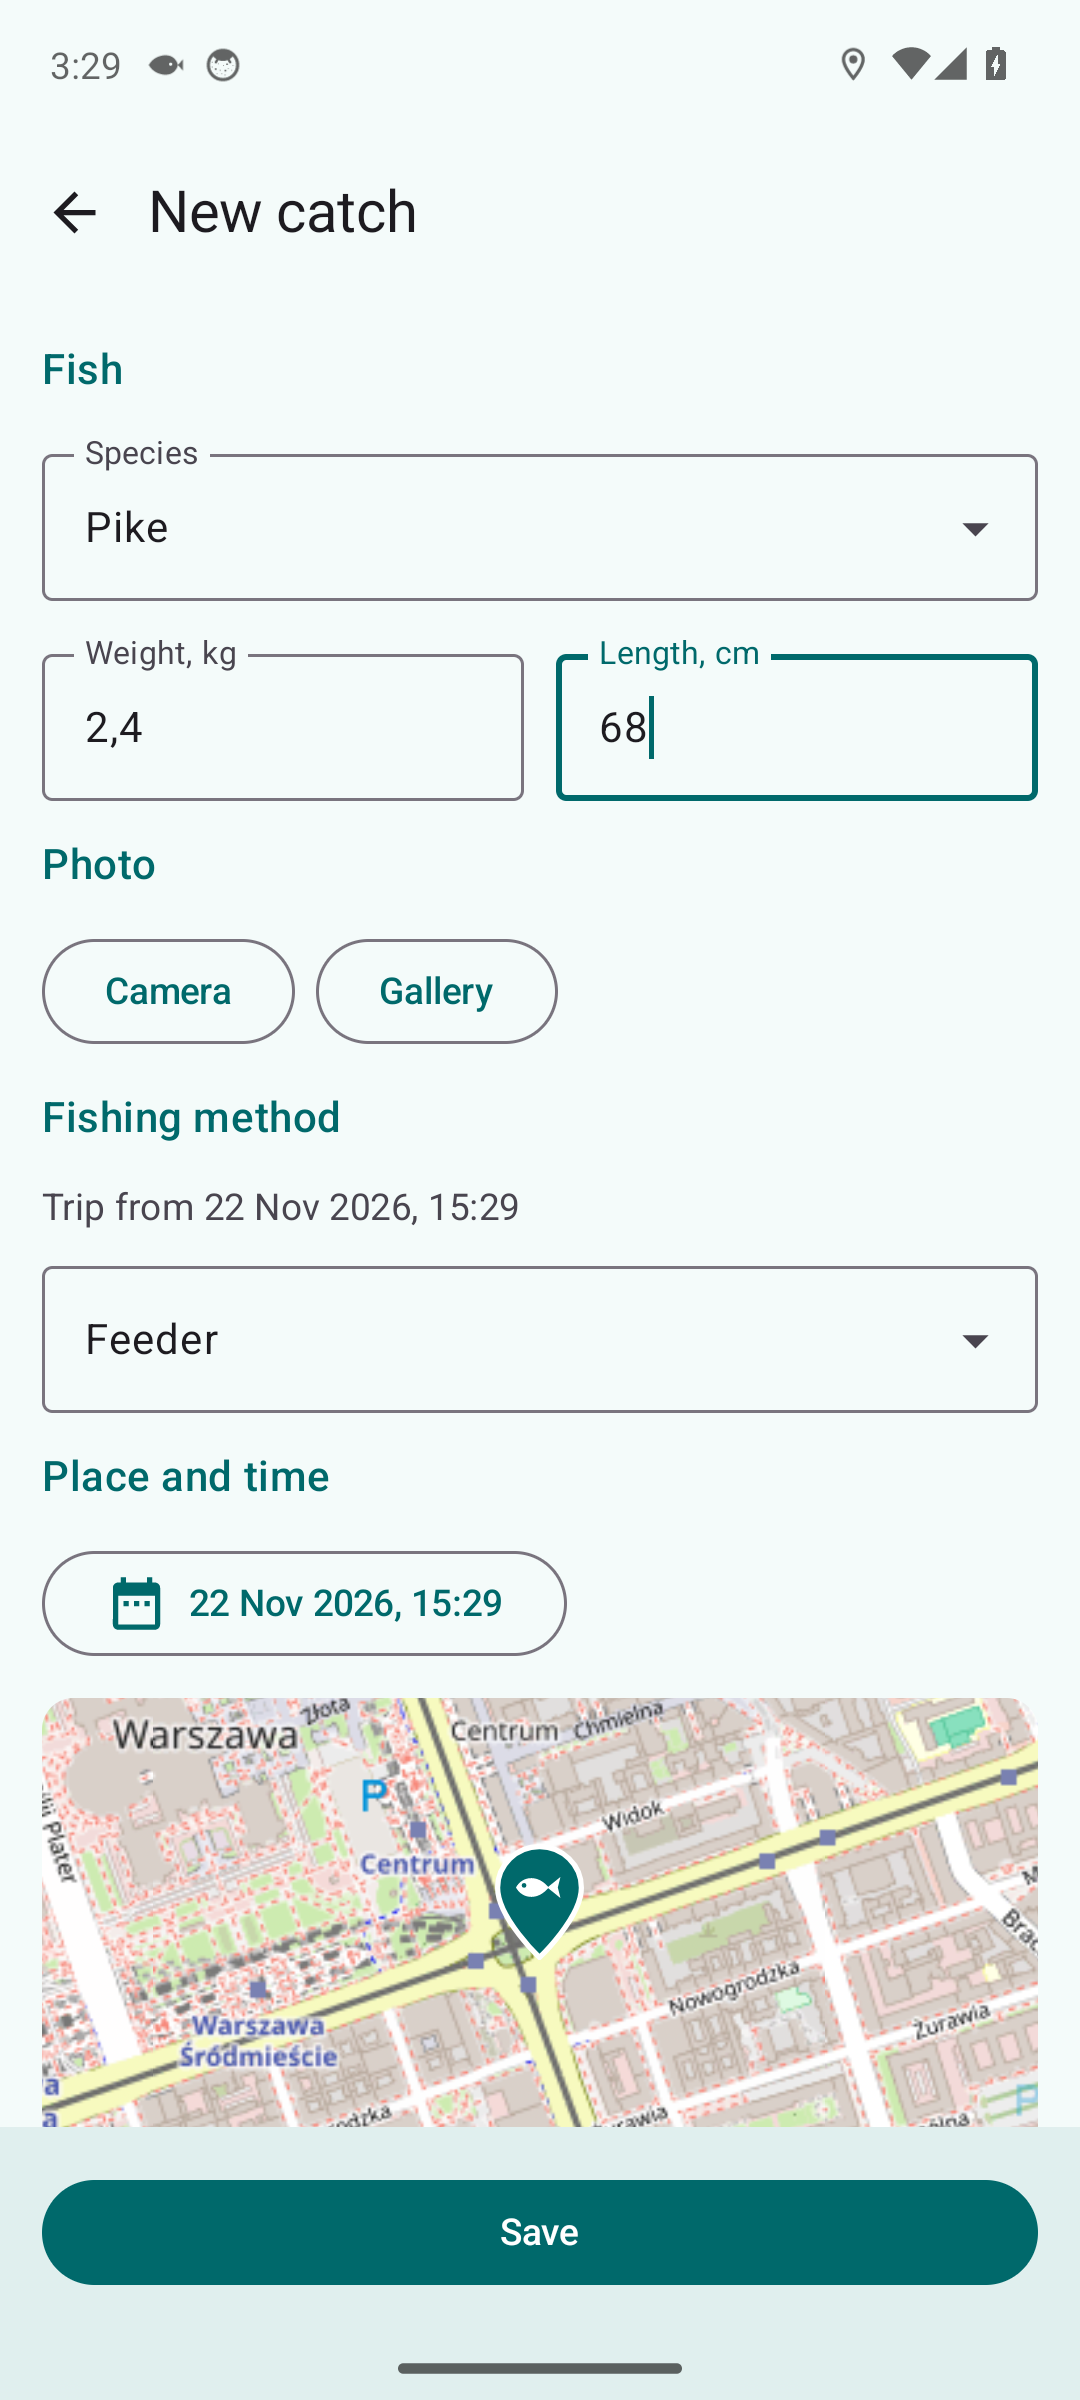 3:29
New catch
Fish
Species
Pike
Weight, kg
2,4
Length, cm
68
Photo
Camera
Gallery
Fishing method
Trip from 22 Nov 2026, 15:29
Feeder
Place and time
22 Nov 2026, 15:29
Warszawa
Złota
Centrum
Chmielna
P
Widok
Plater
Centrum
Nowogrodzka
Żurawia
Warszawa
Śródmieście
Save